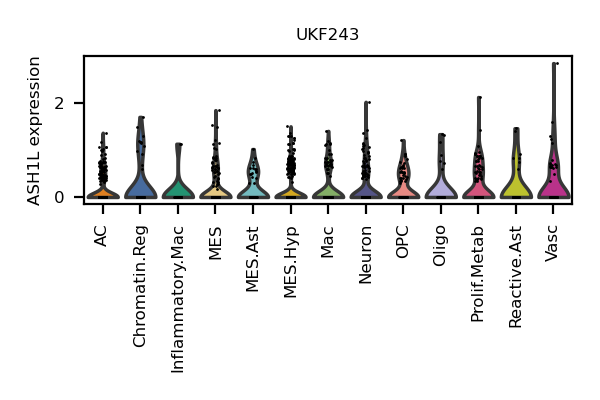 UKF243
ASH1L expression
2
0
AC
Chromatin.Reg
Inflammatory.Mac
MES
MES.Ast
MES.Hyp
Mac
Neuron
OPC
Oligo
Prolif.Metab
Reactive.Ast
Vasc